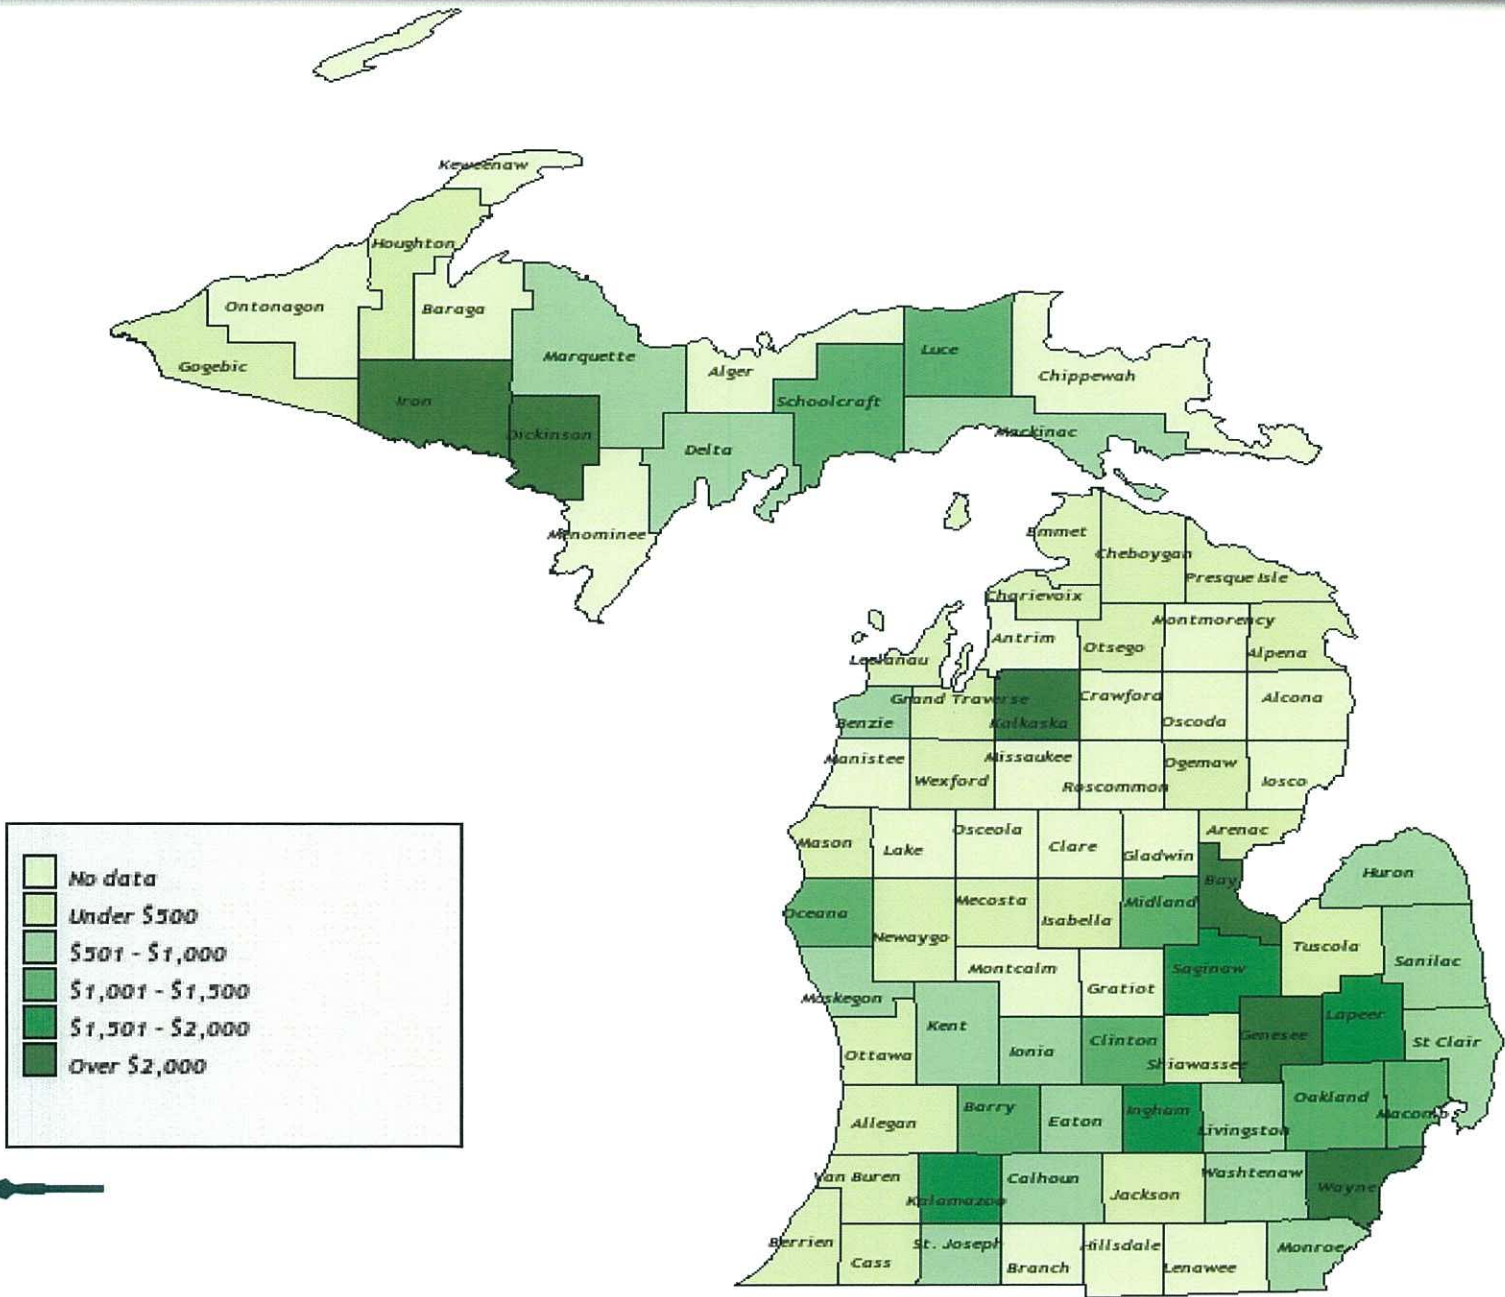 Keweenaw
Houghton
Ontonagon
Baraga
Gogebic
Marquette
Alger
Luce
Chippewah
Iron
Schoolcraft
Dickinson
Mackinac
Delta
Menominee
Emmet
Cheboygan
Presque Isle
Charlevoix
Antrim
Otsego
Montmorency
Alpena
Leelanau
Grand Traverse
Benzie
Kalkaska
Crawford
Oscoda
Alcona
Manistee
Wexford
Missaukee
Roscommon
Ogemaw
Iosco
Mason
Lake
Osceola
Clare
Gladwin
Arenac
Bay
Huron
Oceana
Newaygo
Mecosta
Isabella
Midland
Tuscola
Sanilac
Muskegon
Montcalm
Gratiot
Saginaw
Genesee
Lapeer
St Clair
Ottawa
Kent
Ionia
Clinton
Shiawassee
Allegan
Barry
Eaton
Ingham
Livingston
Oakland
Macomb
Van Buren
Kalamazoo
Calhoun
Jackson
Washtenaw
Wayne
Berrien
Cass
St. Joseph
Branch
Hillsdale
Lenawee
Monroe
No data
Under $500
$501 - $1,000
$1,001 - $1,500
$1,501 - $2,000
Over $2,000